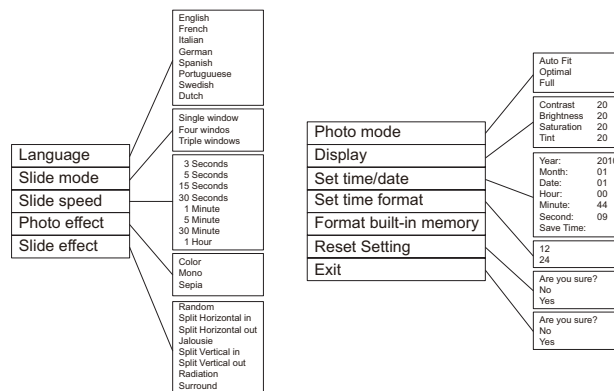 English
French
Italian
German
Spanish
Portuguuese
Swedish
Dutch
Single window
Four windos
Triple windows
Language
Slide mode
Slide speed
Photo effect
Slide effect
3 Seconds
5 Seconds
15 Seconds
30 Seconds
1 Minute
5 Minute
30 Minute
1 Hour
Color
Mono
Sepia
Random
Split Horizontal in
Split Horizontal out
Jalousie
Split Vertical in
Split Vertical out
Radiation
Surround
Auto Fit
Optimal
Full
Photo mode
Display
Set time/date
Set time format
Format built-in memory
Reset Setting
Exit
Contrast 20
Brightness 20
Saturation 20
Tint 20
Year: 2010
Month: 01
Date: 01
Hour: 00
Minute: 44
Second: 09
Save Time:
12
24
Are you sure?
No
Yes
Are you sure?
No
Yes